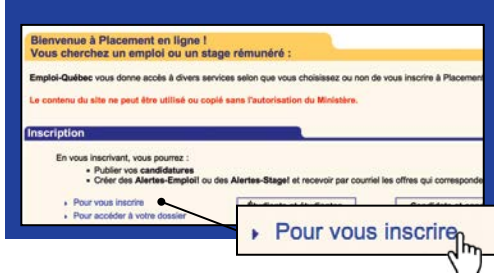 Bienvenue à Placement en ligne !
Vous cherchez un emploi ou un stage rémunéré :
Emploi-Québec vous donne accès à divers services selon que vous choisissez ou non de vous inscrire à Placement
Le contenu du site ne peut être utilisé ou copié sans l'autorisation du Ministère.
Inscription
En vous inscrivant, vous pourrez :
• Publier vos candidatures
• Créer des Alertes-Emploi! ou des Alertes-Stage! et recevoir par courriel les offres qui corresponde
Pour vous inscrire
Pour accéder à votre dossier
Pour vous inscrire